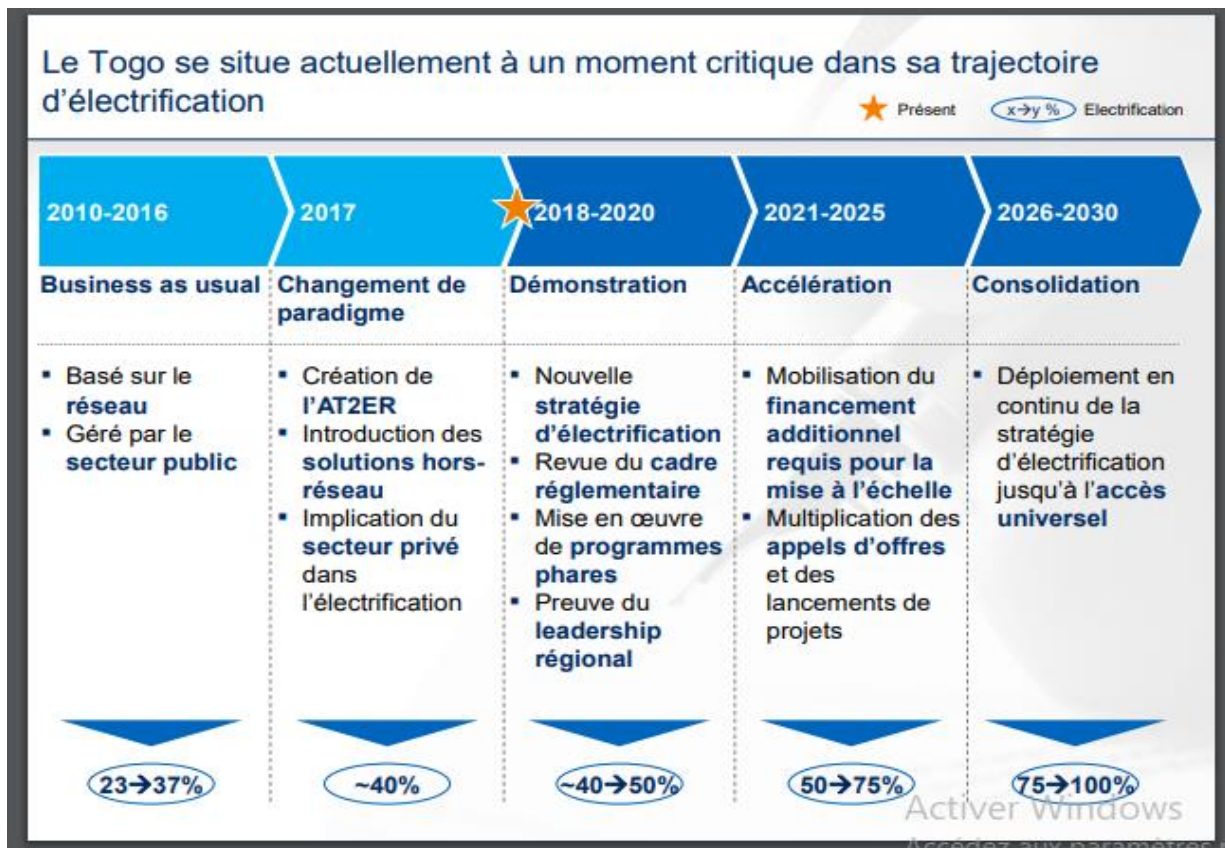 Le Togo se situe actuellement à un moment critique dans sa trajectoire
d'électrification
Présent
x→y % Electrification
2010-2016
2017
2018-2020
2021-2025
2026-2030
Business as usual
Changement de
paradigme
Démonstration
Accélération
Consolidation
▪ Basé sur le
réseau
▪ Géré par le
secteur public
▪ Création de
l'AT2ER
▪ Introduction des
solutions hors-
réseau
▪ Implication du
secteur privé
dans
l'électrification
▪ Nouvelle
stratégie
d'électrification
▪ Revue du cadre
réglementaire
▪ Mise en œuvre
de programmes
phares
▪ Preuve du
leadership
régional
▪ Mobilisation du
financement
additionnel
requis pour la
mise à l'échelle
▪ Multiplication des
appels d'offres
et des
lancements de
projets
▪ Déploiement en
continu de la
stratégie
d'électrification
jusqu'à l'accès
universel
23→37%
~40%
~40→50%
50→75%
75→100%
Activer Windows
Accédez aux paramètres